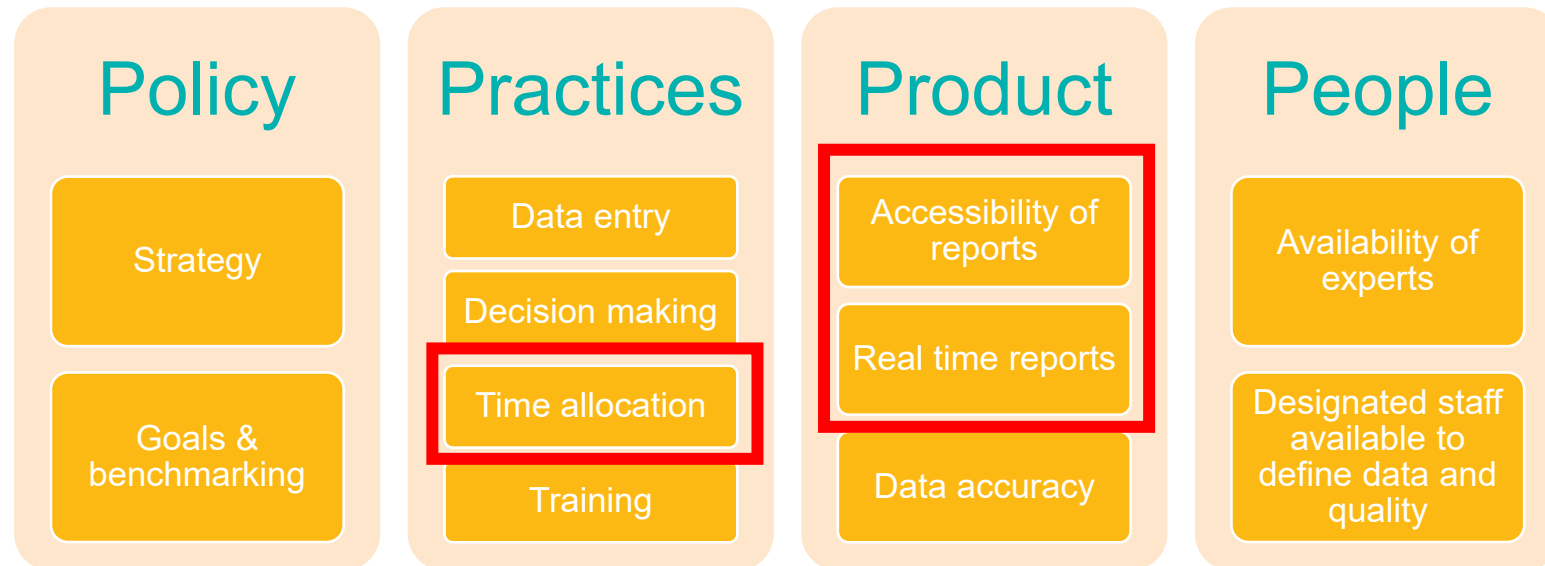 Policy
Strategy
Goals &
benchmarking
Practices
Data entry
Decision making
Time allocation
Training
Product
Accessibility of
reports
Real time reports
Data accuracy
People
Availability of
experts
Designated staff
available to
define data and
quality